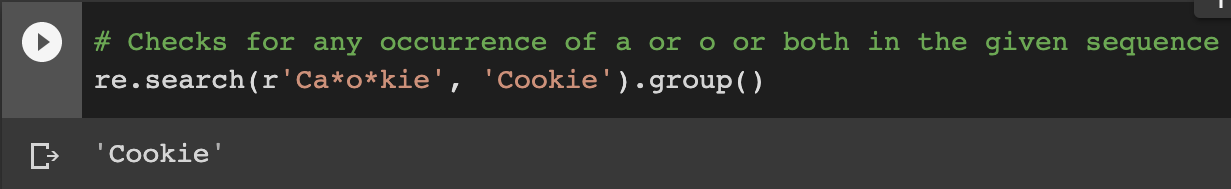 # Checks for any occurrence of a or o or both in the given sequence
re.search(r'Ca*o*kie', 'Cookie').group()
'Cookie'